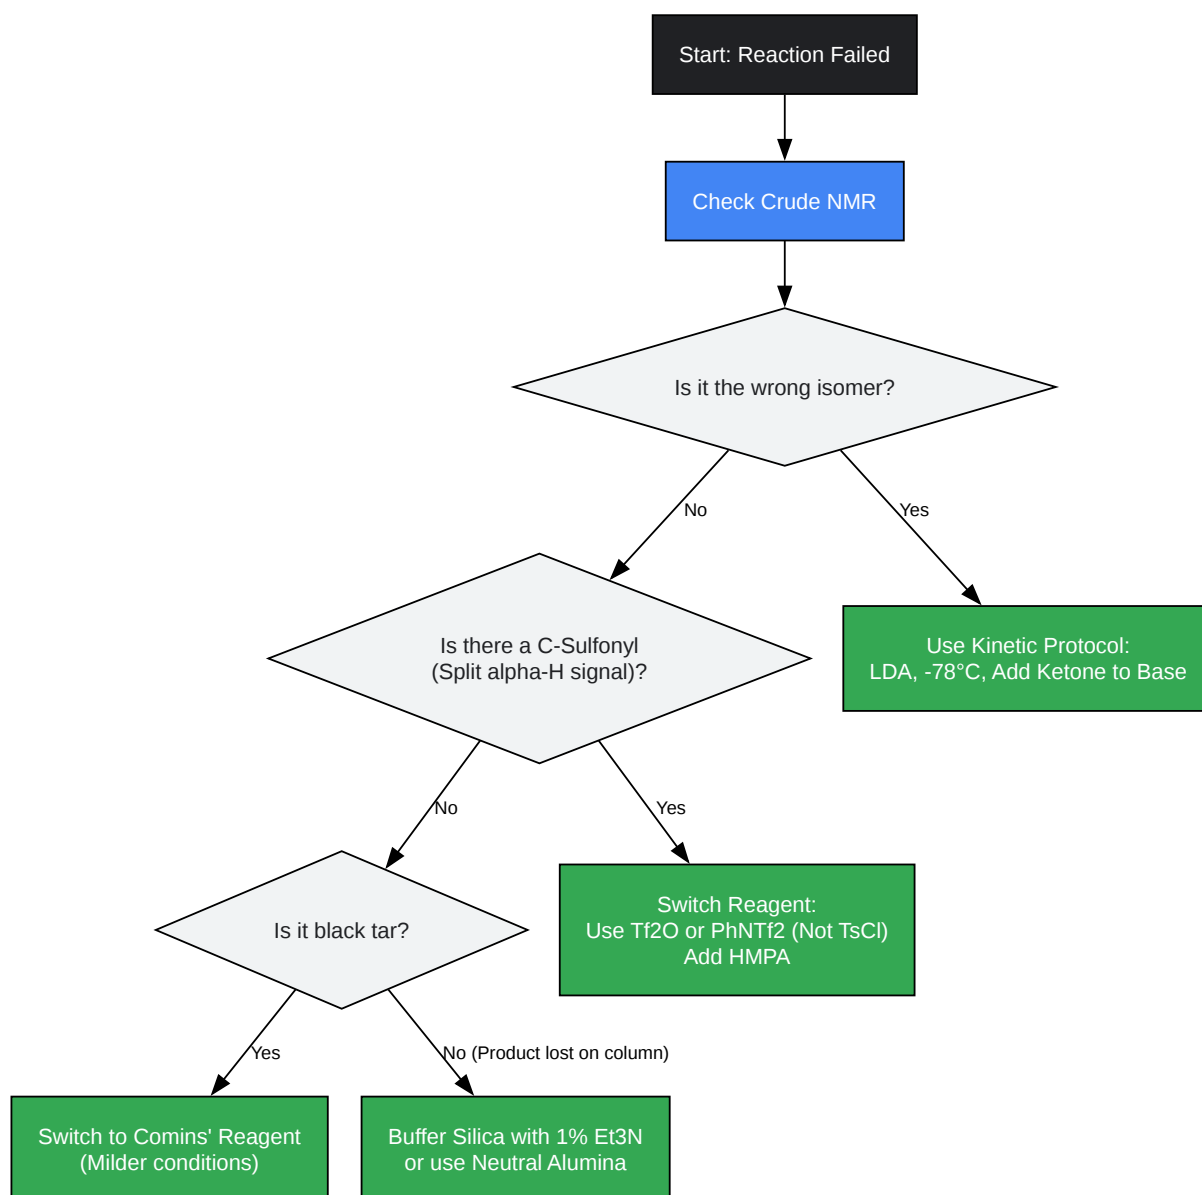 Start: Reaction Failed
Check Crude NMR
Is it the wrong isomer?
No
Yes
Is there a C-Sulfonyl
(Split alpha-H signal)?
Use Kinetic Protocol:
LDA, -78°C, Add Ketone to Base
No
Yes
Is it black tar?
Switch Reagent:
Use Tf2O or PhNTf2 (Not TsCl)
Add HMPA
Yes
No (Product lost on column)
Switch to Comins' Reagent
(Milder conditions)
Buffer Silica with 1% Et3N
or use Neutral Alumina